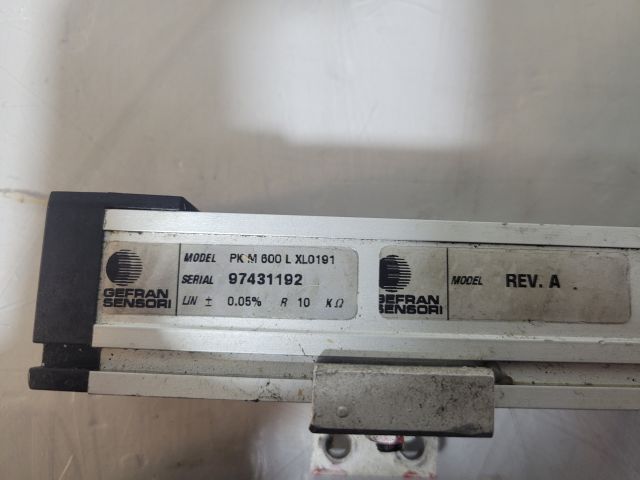 GEFRAN
SENSORI
MODEL PK M 600 L XL0191
SERIAL 97431192
LIN ± 0.05% R 10 KΩ
GEFRAN
SENSORI
MODEL REV. A